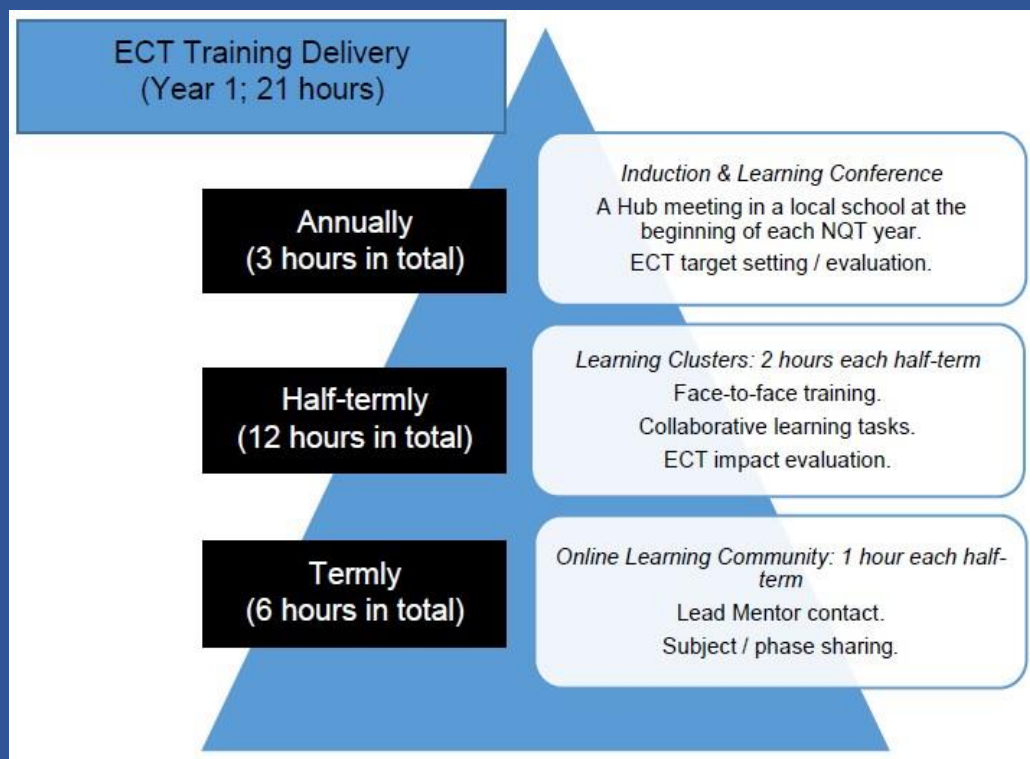 ECT Training Delivery
(Year 1; 21 hours)
Annually
(3 hours in total)
Induction & Learning Conference
A Hub meeting in a local school at the
beginning of each NQT year.
ECT target setting / evaluation.
Half-termly
(12 hours in total)
Learning Clusters: 2 hours each half-term
Face-to-face training.
Collaborative learning tasks.
ECT impact evaluation.
Termly
(6 hours in total)
Online Learning Community: 1 hour each half-
term
Lead Mentor contact.
Subject / phase sharing.